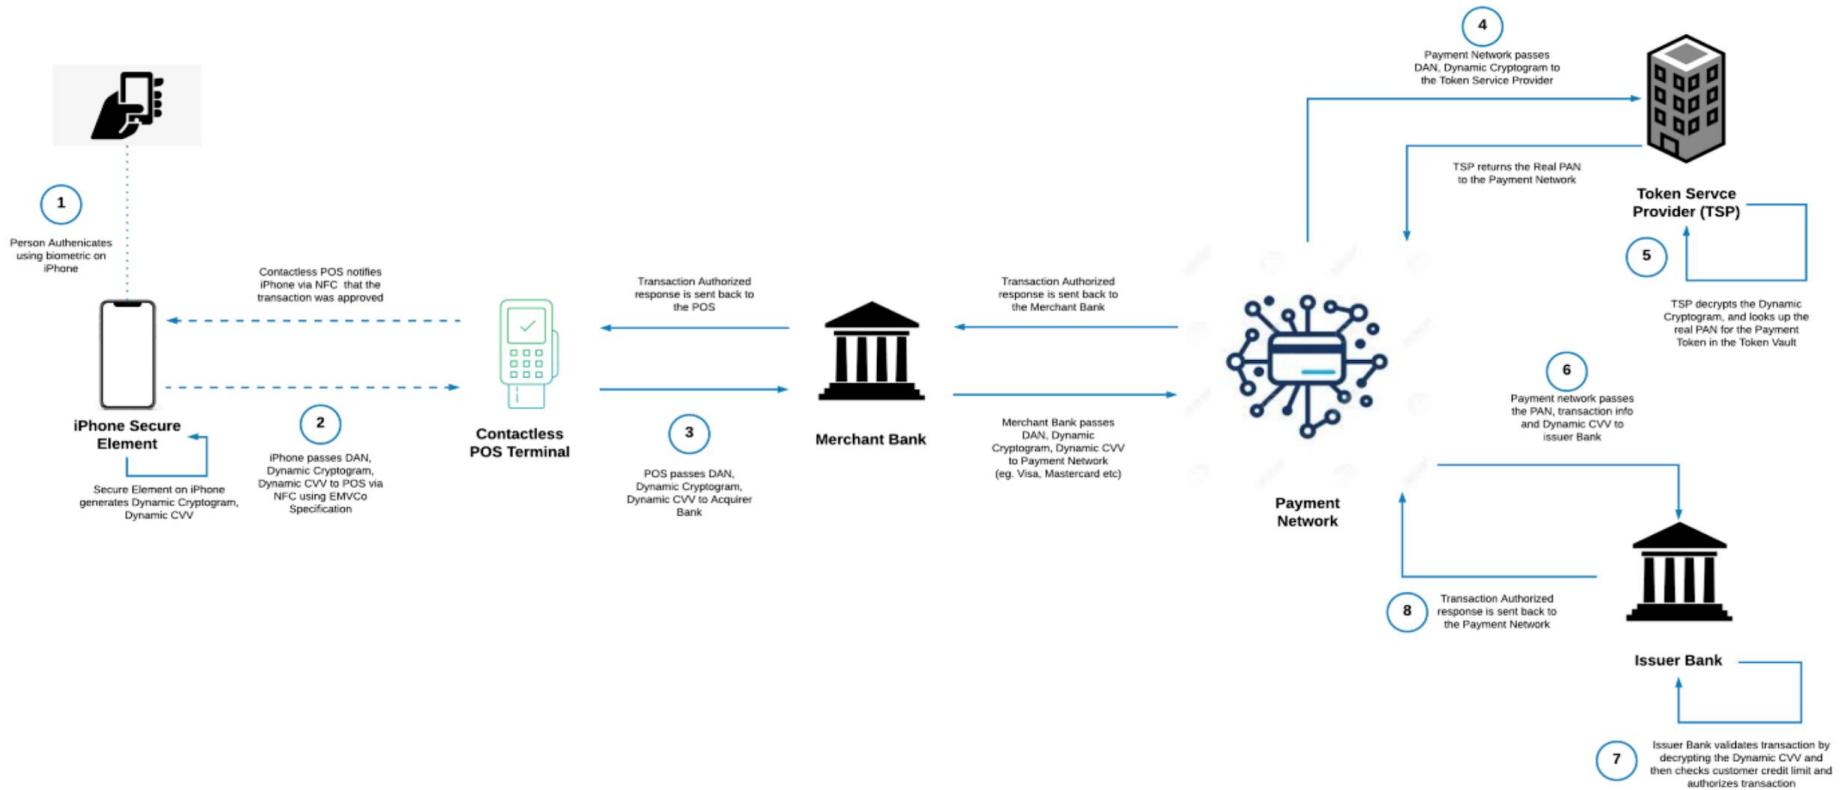 1
Person Authenicates
using biometric on
iPhone
iPhone Secure
Element
Secure Element on iPhone
generates Dynamic Cryptogram,
Dynamic CVV
Contactless POS notifies
iPhone via NFC that the
transaction was approved
2
iPhone passes DAN,
Dynamic Cryptogram,
Dynamic CVV to POS via
NFC using EMVCo
Specification
Contactless
POS Terminal
Transaction Authorized
response is sent back to
the POS
3
POS passes DAN,
Dynamic Cryptogram,
Dynamic CVV to Acquirer
Bank
Merchant Bank
Transaction Authorized
response is sent back to
the Merchant Bank
Merchant Bank passes
DAN, Dynamic
Cryptogram, Dynamic CVV
to Payment Network
(eg. Visa, Mastercard etc)
Payment
Network
4
Payment Network passes
DAN, Dynamic Cryptogram to
the Token Service Provider
TSP returns the Real PAN
to the Payment Network
Token Servce
Provider (TSP)
5
TSP decrypts the Dynamic
Cryptogram, and looks up the
real PAN for the Payment
Token in the Token Vault
6
Payment network passes
the PAN, transaction info
and Dynamic CVV to
issuer Bank
8
Transaction Authorized
response is sent back to
the Payment Network
Issuer Bank
7
Issuer Bank validates transaction by
decrypting the Dynamic CVV and
then checks customer credit limit and
authorizes transaction